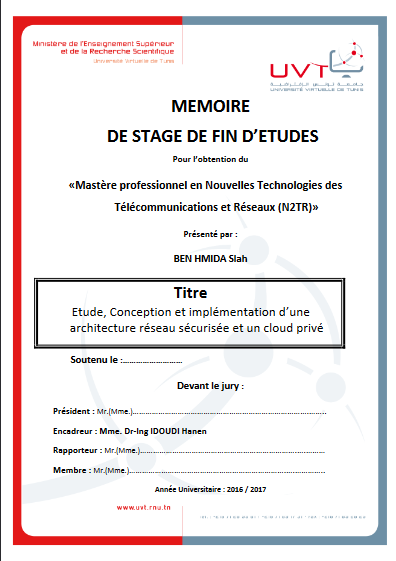 Ministère de l'Enseignement Supérieur
et de la Recherche Scientifique
Université Virtuelle de Tunis
UVT
UNIVERSITÉ VIRTUELLE DE TUNIS
MEMOIRE
DE STAGE DE FIN D'ETUDES
Pour l'obtention du
«Mastère professionnel en Nouvelles Technologies des
Télécommunications et Réseaux (N2TR)»
Présenté par :
BEN HMIDA Slah
Titre
Etude, Conception et implémentation d'une
architecture réseau sécurisée et un cloud privé
Soutenu le :..........................
Devant le jury :
Président : Mr.(Mme.)..............................................................................
Encadreur : Mme. Dr-Ing IDOUDI Hanen
Rapporteur : Mr.(Mme.)..............................................................................
Membre : Mr.(Mme.)..............................................................................
Année Universitaire : 2016 / 2017
www.uvt.rnu.tn